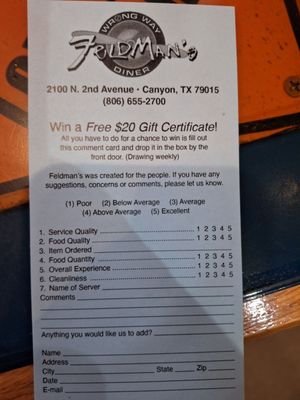 WRONG WAY
FELDMAN'S
DINER
2100 N. 2nd Avenue • Canyon, TX 79015
(806) 655-2700
Win a Free $20 Gift Certificate!
All you have to do for a chance to win is fill out
this comment card and drop it in the box by the
front door. (Drawing weekly)
Feldman's was created for the people. If you have any
suggestions, concerns or comments, please let us know.
(1) Poor (2) Below Average (3) Average
(4) Above Average (5) Excellent
1. Service Quality 1 2 3 4 5
2. Food Quality 1 2 3 4 5
3. Item Ordered
4. Food Quantity 1 2 3 4 5
5. Overall Experience 1 2 3 4 5
6. Cleanliness 1 2 3 4 5
7. Name of Server
Comments
Anything you would like us to add?
Name
Address
City State Zip
Date
E-mail